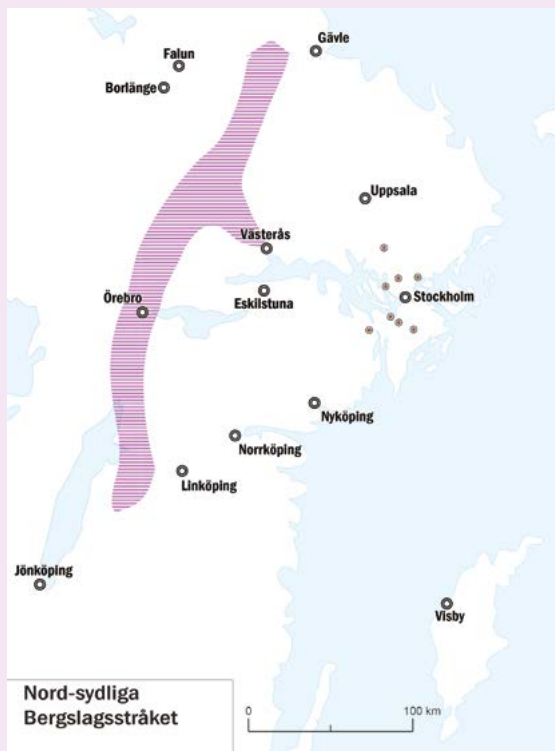 Gävle
Falun
Borlänge
Uppsala
Västerås
Eskilstuna
Stockholm
Örebro
Nyköping
Norrköping
Linköping
Jönköping
Visby
Nord-sydliga
Bergslagsstråket
0 100 km